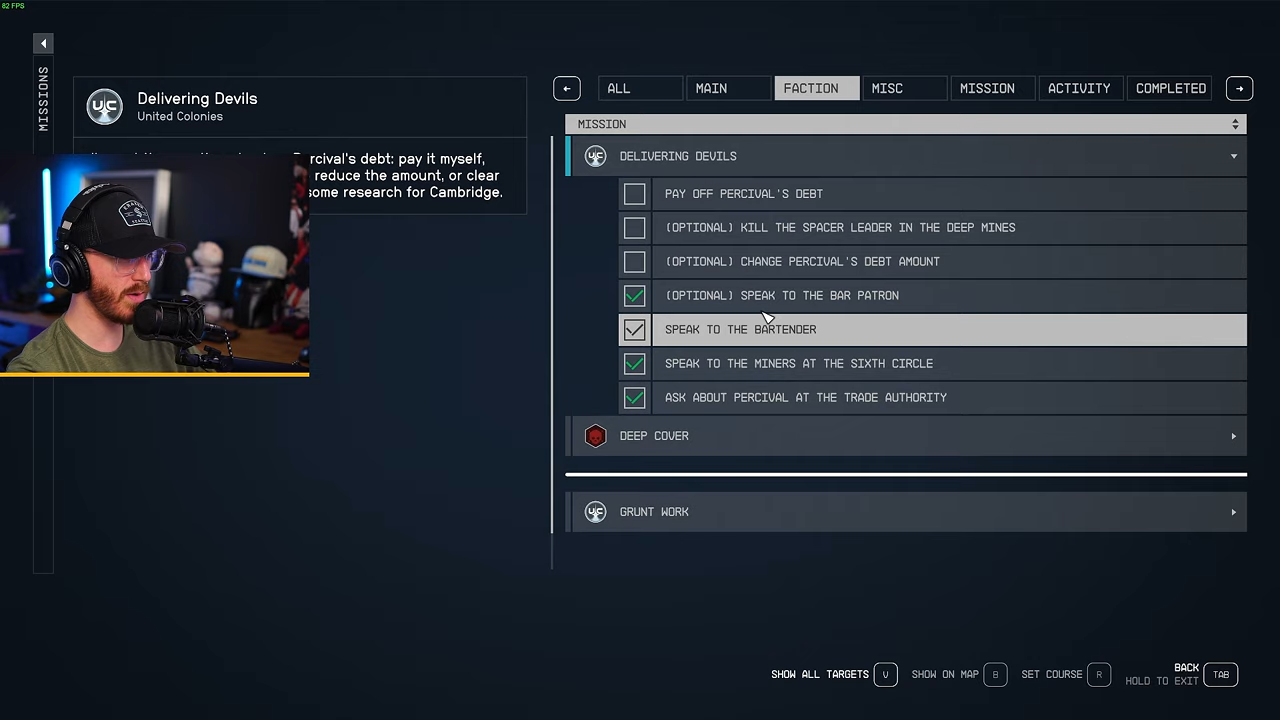 82 FPS
MISSIONS
UC
Delivering Devils
United Colonies
Percival's debt: pay it myself,
reduce the amount, or clear
some research for Cambridge.
ALL
MAIN
FACTION
MISC
MISSION
ACTIVITY
COMPLETED
MISSION
UC
DELIVERING DEVILS
PAY OFF PERCIVAL'S DEBT
(OPTIONAL) KILL THE SPACER LEADER IN THE DEEP MINES
(OPTIONAL) CHANGE PERCIVAL'S DEBT AMOUNT
(OPTIONAL) SPEAK TO THE BAR PATRON
SPEAK TO THE BARTENDER
SPEAK TO THE MINERS AT THE SIXTH CIRCLE
ASK ABOUT PERCIVAL AT THE TRADE AUTHORITY
DEEP COVER
UC
GRUNT WORK
SHOW ALL TARGETS V
SHOW ON MAP B
SET COURSE R
BACK
HOLD TO EXIT TAB